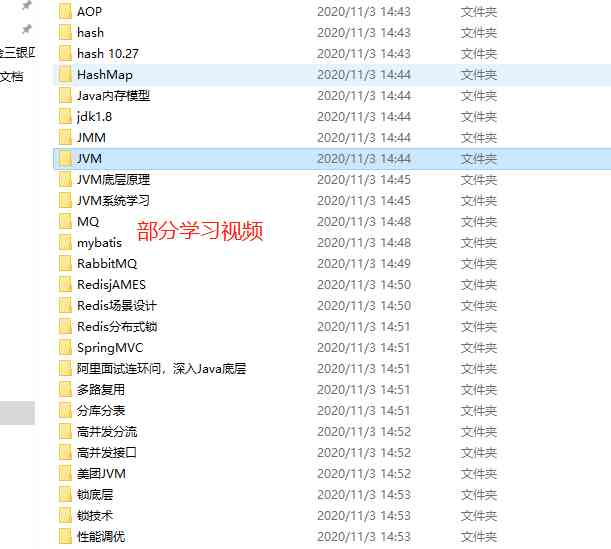 AOP 2020/11/3 14:43 文件夹
hash 2020/11/3 14:43 文件夹
hash 10.27 2020/11/3 14:43 文件夹
HashMap 2020/11/3 14:44 文件夹
文档 Java内存模型 2020/11/3 14:44 文件夹
jdk1.8 2020/11/3 14:44 文件夹
JMM 2020/11/3 14:44 文件夹
JVM 2020/11/3 14:44 文件夹
JVM底层原理 2020/11/3 14:45 文件夹
JVM系统学习 2020/11/3 14:45 文件夹
MQ 2020/11/3 14:48 文件夹
部分学习视频
mybatis 2020/11/3 14:48 文件夹
RabbitMQ 2020/11/3 14:49 文件夹
RedisjAMES 2020/11/3 14:50 文件夹
Redis场景设计 2020/11/3 14:50 文件夹
Redis分布式锁 2020/11/3 14:51 文件夹
SpringMVC 2020/11/3 14:51 文件夹
阿里面试连环问，深入Java底层 2020/11/3 14:51 文件夹
多路复用 2020/11/3 14:51 文件夹
分库分表 2020/11/3 14:51 文件夹
高并发分流 2020/11/3 14:52 文件夹
高并发接口 2020/11/3 14:52 文件夹
美团JVM 2020/11/3 14:52 文件夹
锁底层 2020/11/3 14:53 文件夹
锁技术 2020/11/3 14:53 文件夹
性能调优 2020/11/3 14:53 文件夹